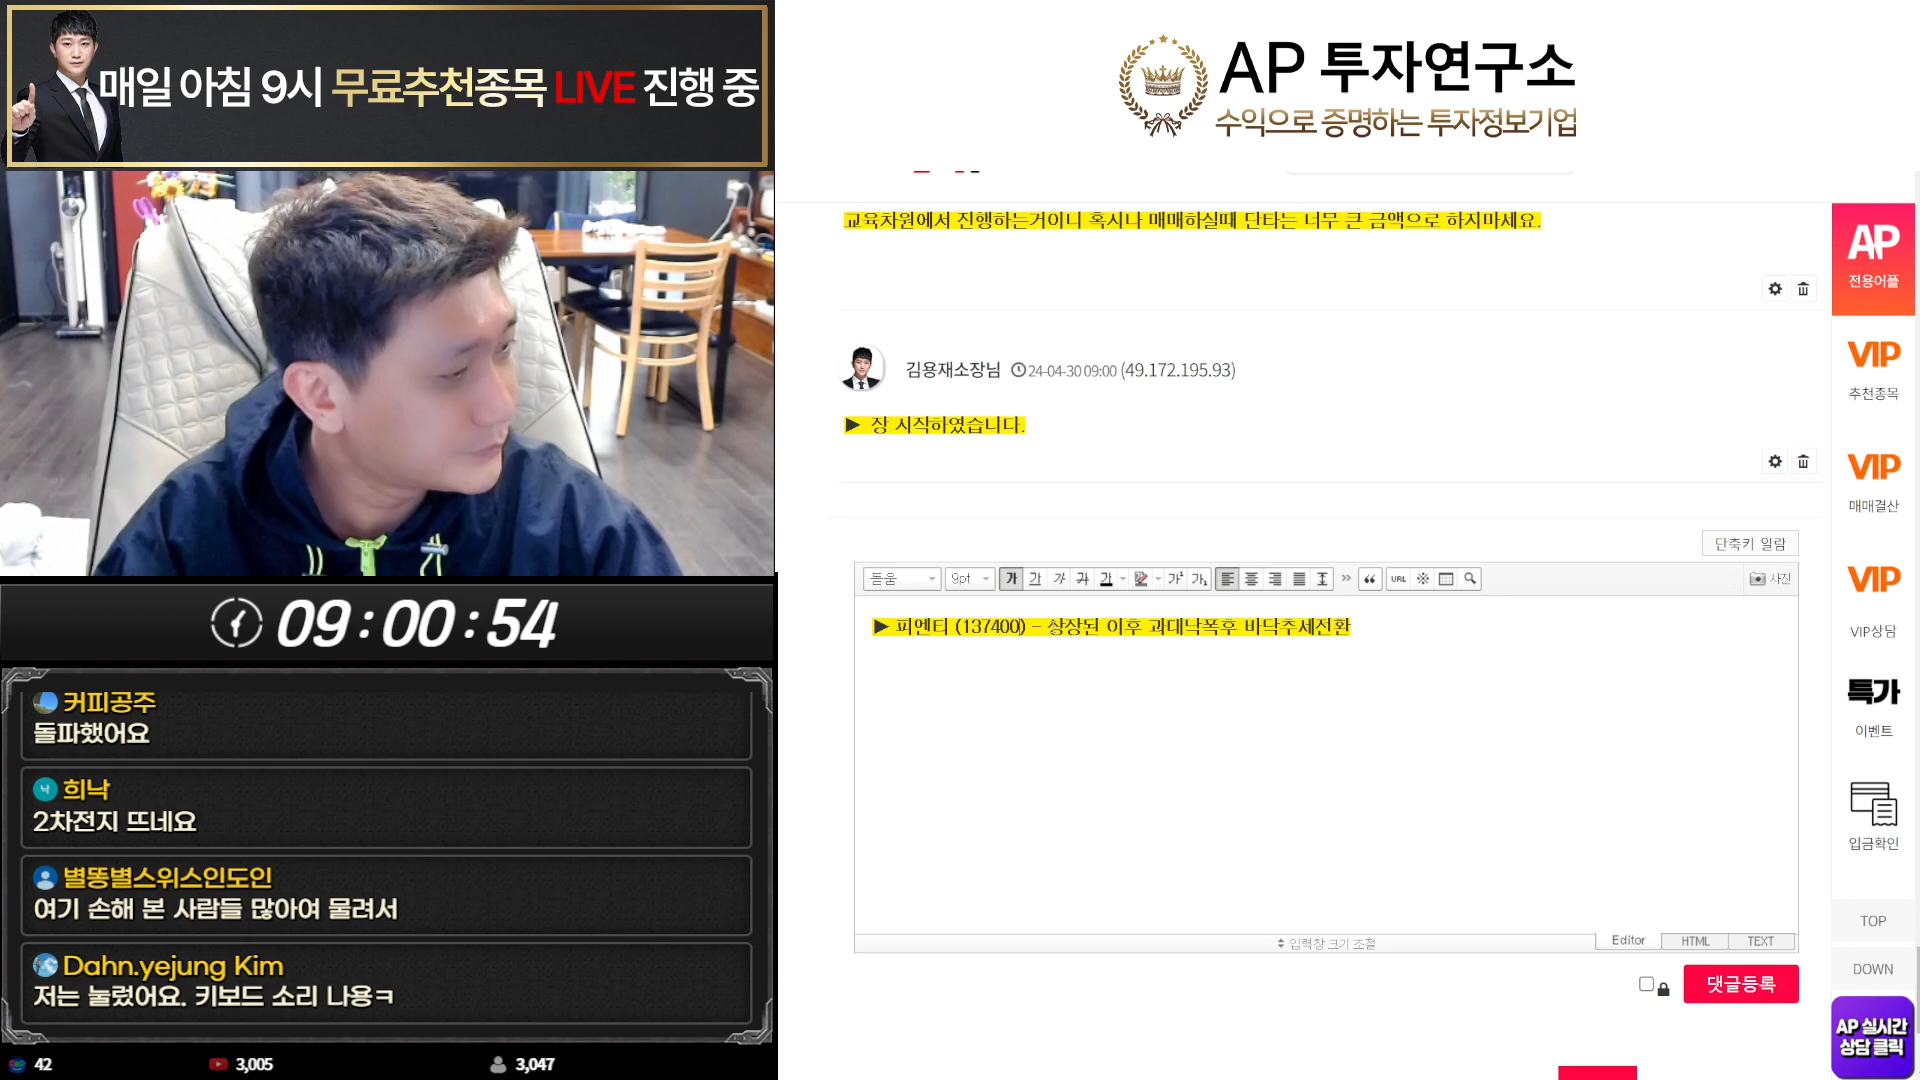 매일 아침 9시 무료추천종목 LIVE 진행 중
AP 투자연구소
수익으로 증명하는 투자정보기업
교육차원에서 진행하는거이니 혹시나 매매하실때 단타는 너무 큰 금액으로 하지마세요.
김용재소장님 24-04-30 09:00 (49.172.195.93)
▶ 장 시작하였습니다.
단축키 일람
돋움 9pt 가 가 가 가 가 가¹ 가₁ » “ URL ※ 사진
▶ 피엔티 (137400) - 상장된 이후 과대낙폭후 바닥추세전환
입력창 크기 조절
Editor HTML TEXT
댓글등록
09:00:54
커피공주
돌파했어요
낙 희낙
2차전지 뜨네요
별똥별스위스인도인
여기 손해 본 사람들 많아여 물려서
Dahn.yejung Kim
저는 눌렀어요. 키보드 소리 나용ㅋ
42 3,005 3,047
AP
전용어플
VIP
추천종목
VIP
매매결산
VIP
VIP상담
특가
이벤트
입금확인
TOP
DOWN
AP 실시간
상담 클릭